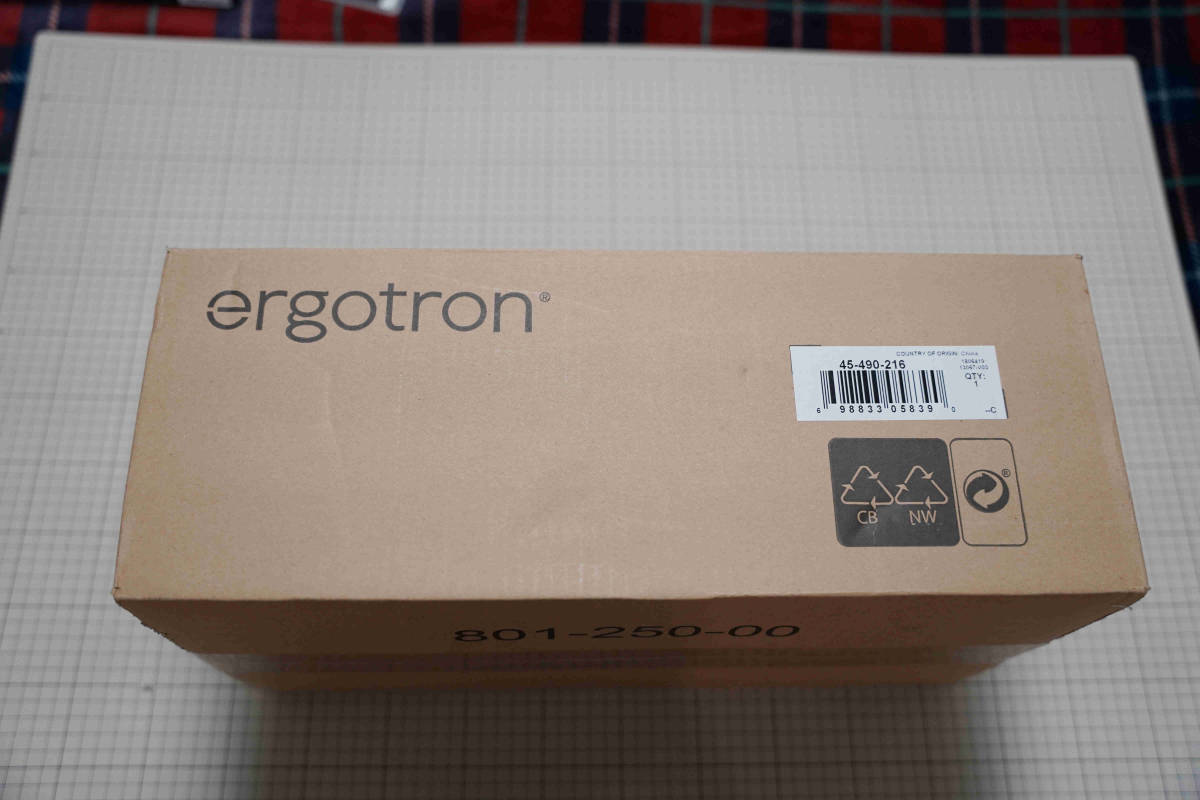 ergotron®
COUNTRY OF ORIGIN: China
45-490-216
QTY:
1
6 98833 05839 0
--C
CB NW
®
801-250-00